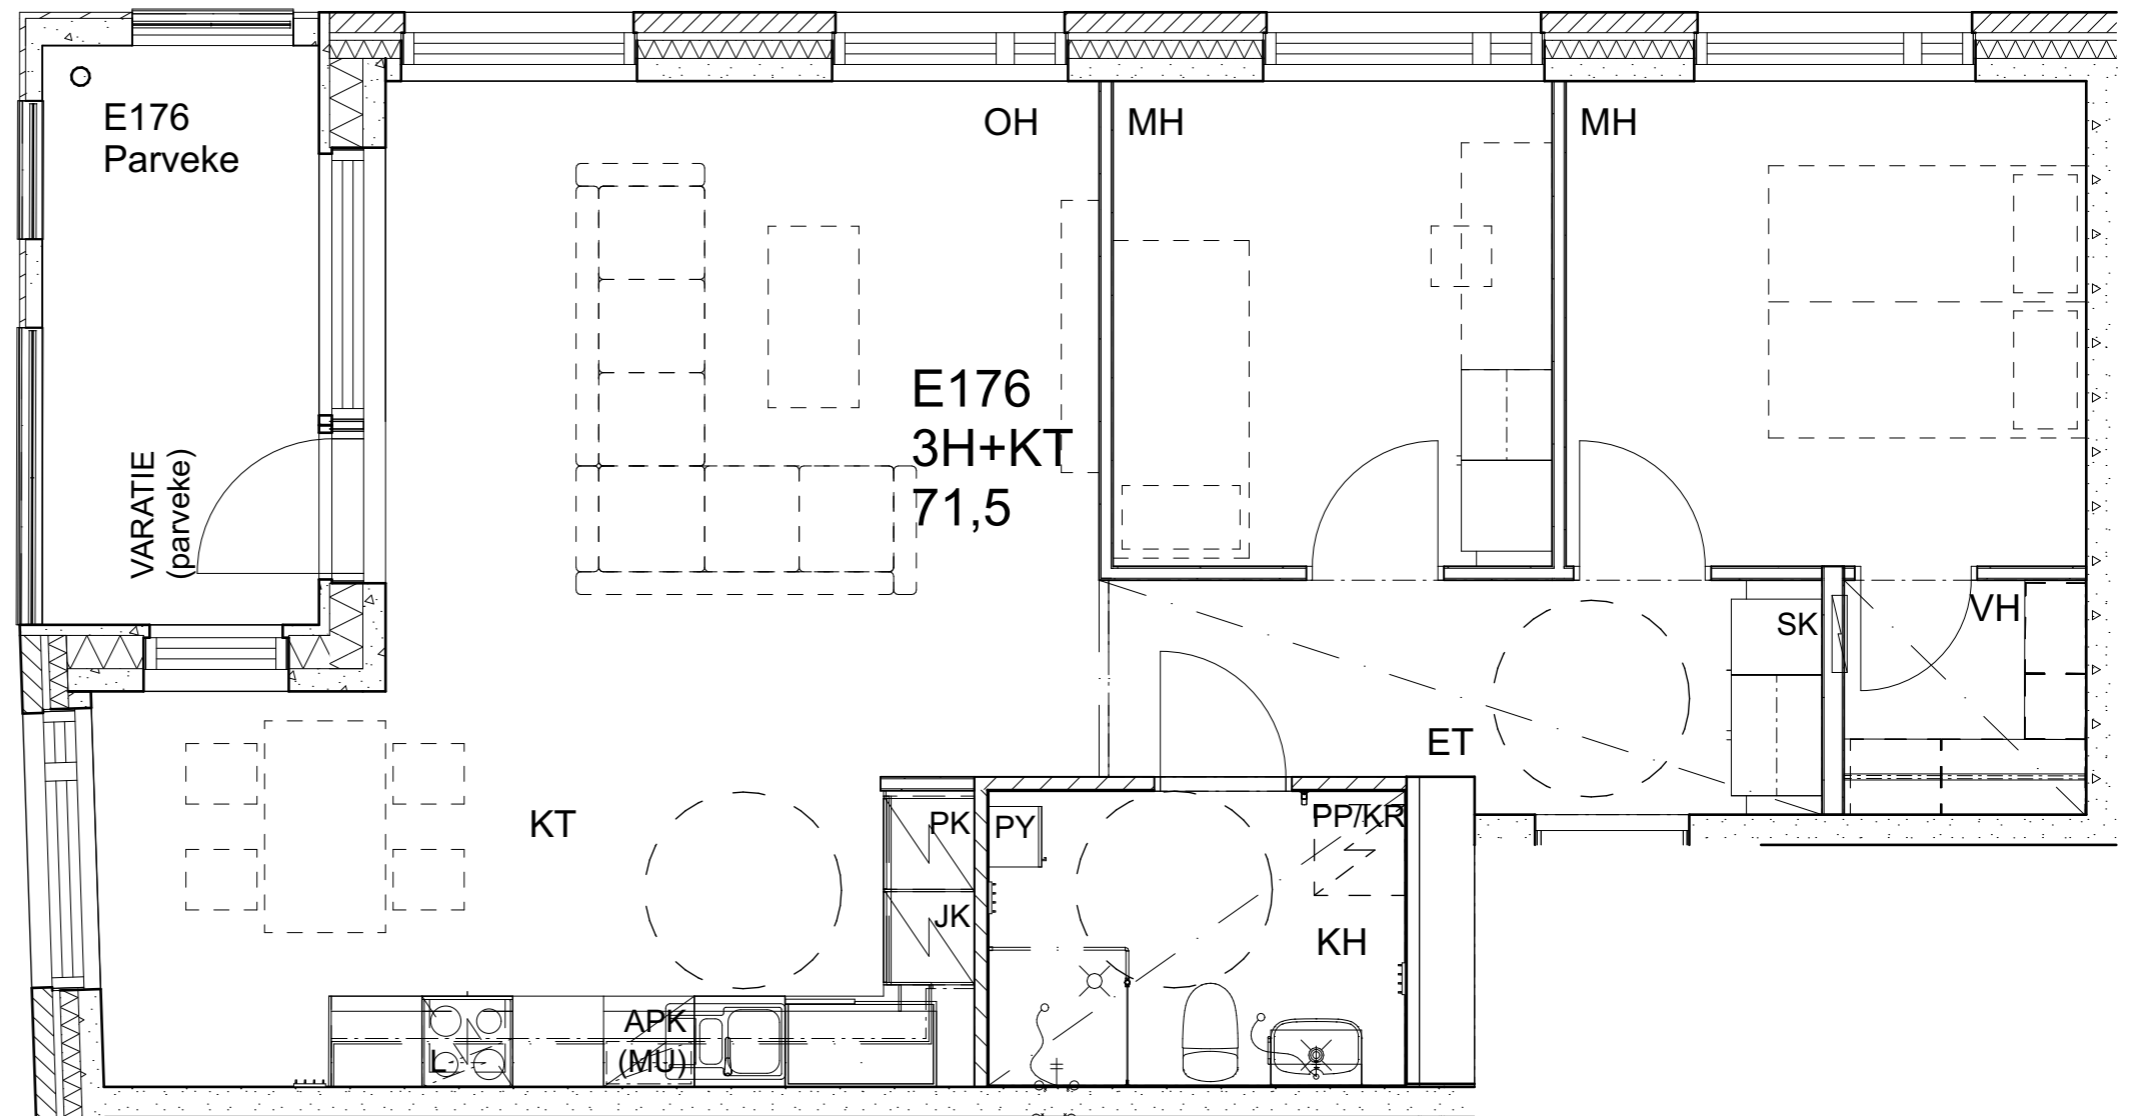 E176
Parveke
OH
MH
MH
E176
3H+KT
71,5
VARATIE
(parveke)
SK
VH
ET
KT
PK
PY
PP/KR
JK
KH
APK
(MU)
L